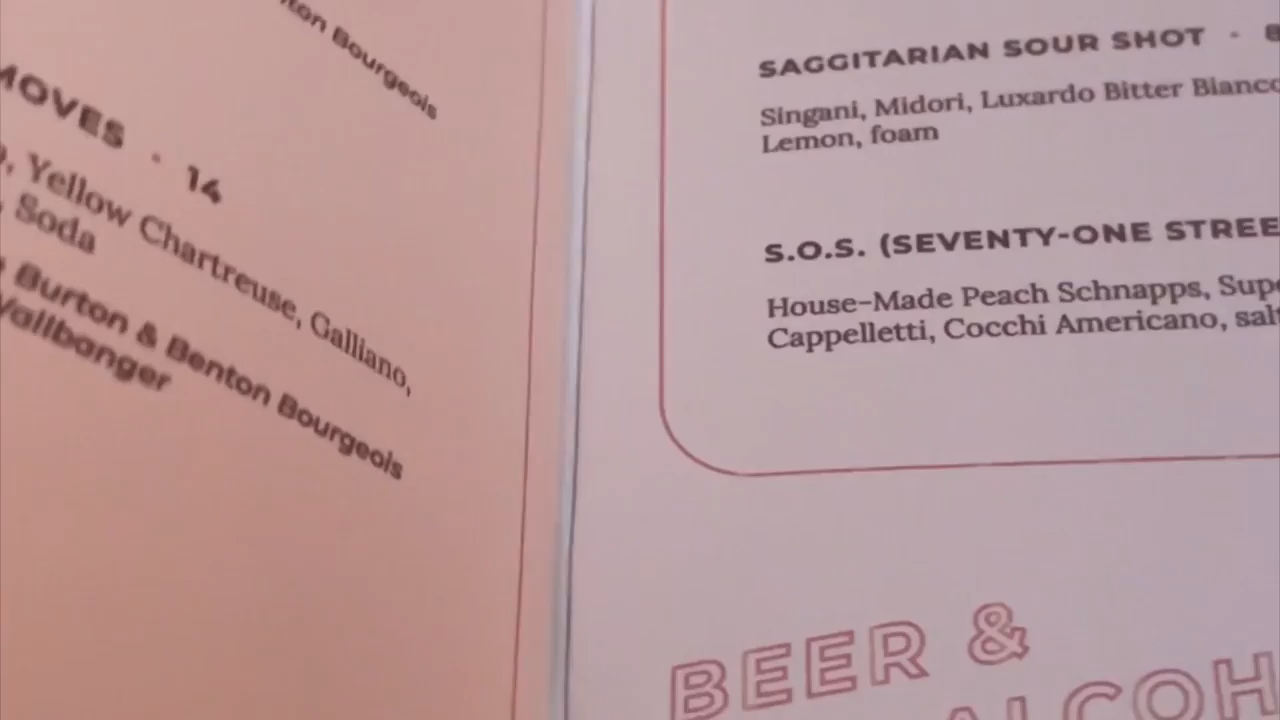 Bourgeois
MOVES · 14
Yellow Chartreuse, Galliano,
Soda
Burton & Benton Bourgeois
Wallbanger
SAGGITARIAN SOUR SHOT ·
Singani, Midori, Luxardo Bitter Bianco
Lemon, foam
S.O.S. (SEVENTY-ONE STREE
House-Made Peach Schnapps, Supe
Cappelletti, Cocchi Americano, salt
BEER &
ALCOH